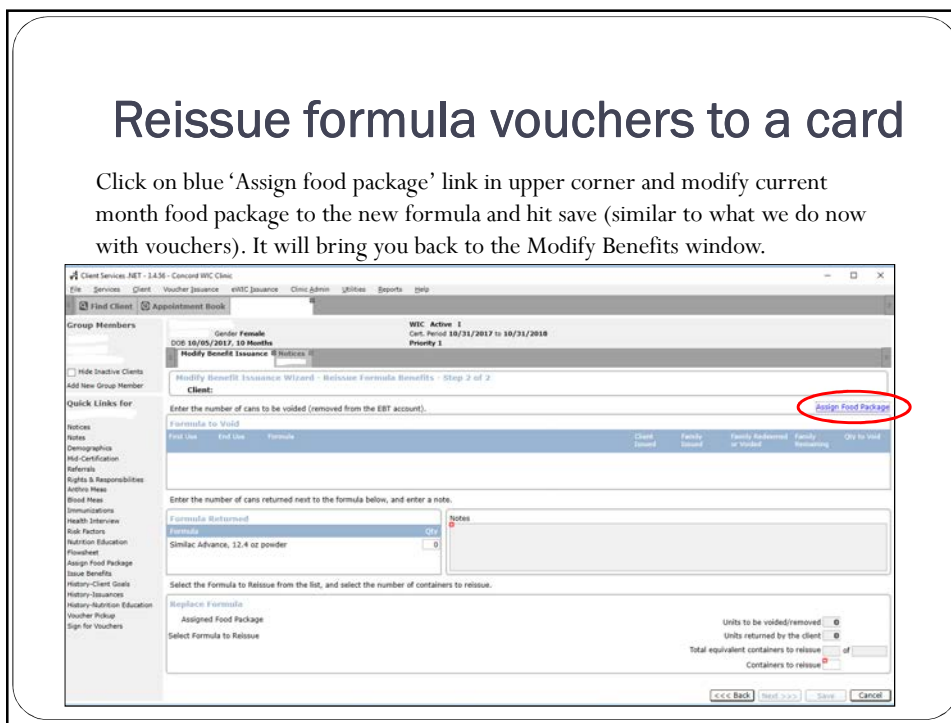 Reissue formula vouchers to a card
Click on blue ‘Assign food package’ link in upper corner and modify current
month food package to the new formula and hit save (similar to what we do now
with vouchers). It will bring you back to the Modify Benefits window.
Client Services .NET - 3.4.56 - Concord WIC Clinic
File Services Client Voucher Issuance eWIC Issuance Clinic Admin Utilities Reports Help
Find Client Appointment Book
Group Members
WIC Active I
Gender Female Cert. Period 10/31/2017 to 10/31/2018
DOB 10/05/2017, 10 Months Priority 1
Modify Benefit Issuance Notices
Hide Inactive Clients
Add New Group Member
Modify Benefit Issuance Wizard - Reissue Formula Benefits - Step 2 of 2
Client:
Quick Links for
Enter the number of cans to be voided (removed from the EBT account). Assign Food Package
Formula to Void
First Use End Use Formula Client Issued Family Issued Family Redeemed or Voided Family Remaining Qty to Void
Notices
Notes
Demographics
Mid-Certification
Referrals
Rights & Responsibilities
Anthro Meas
Blood Meas
Immunizations
Health Interview
Risk Factors
Nutrition Education
Flowsheet
Assign Food Package
Issue Benefits
History-Client Goals
History-Issuances
History-Nutrition Education
Voucher Pickup
Sign for Vouchers
Enter the number of cans returned next to the formula below, and enter a note.
Formula Returned Notes
Formula Qty
Similac Advance, 12.4 oz powder 0
Select the Formula to Reissue from the list, and select the number of containers to reissue.
Replace Formula
Assigned Food Package
Select Formula to Reissue
Units to be voided/removed 0
Units returned by the client 0
Total equivalent containers to reissue of
Containers to reissue
<<< Back Next >>> Save Cancel